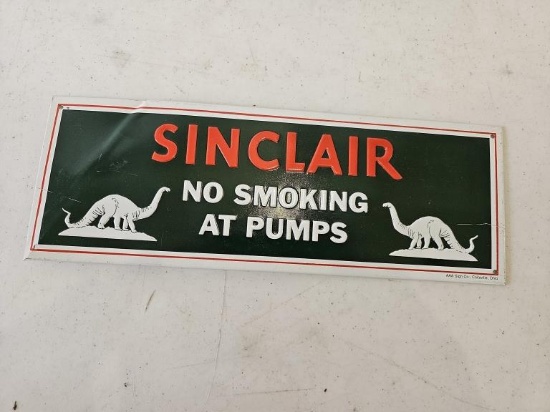 SINCLAIR
NO SMOKING
AT PUMPS